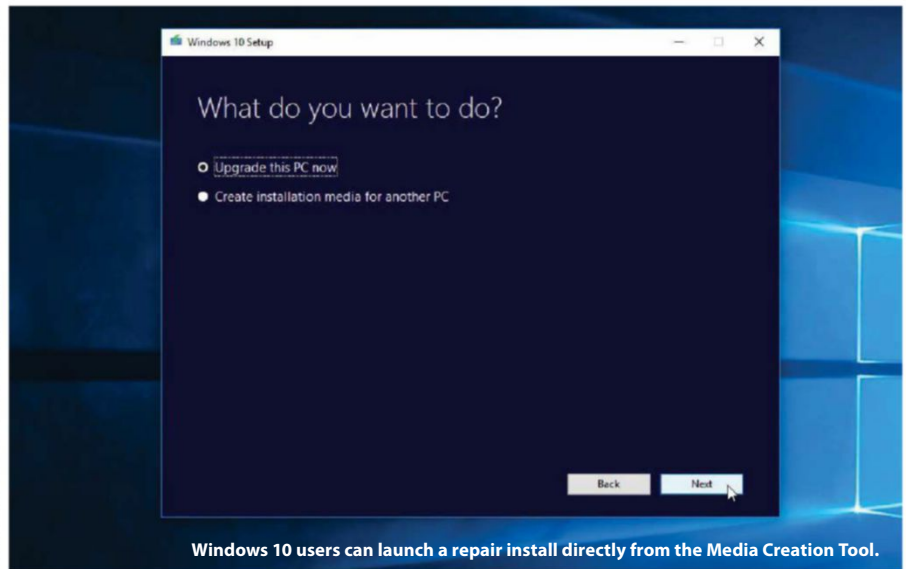 Windows 10 Setup
What do you want to do?
Upgrade this PC now
Create installation media for another PC
Back
Next
Windows 10 users can launch a repair install directly from the Media Creation Tool.